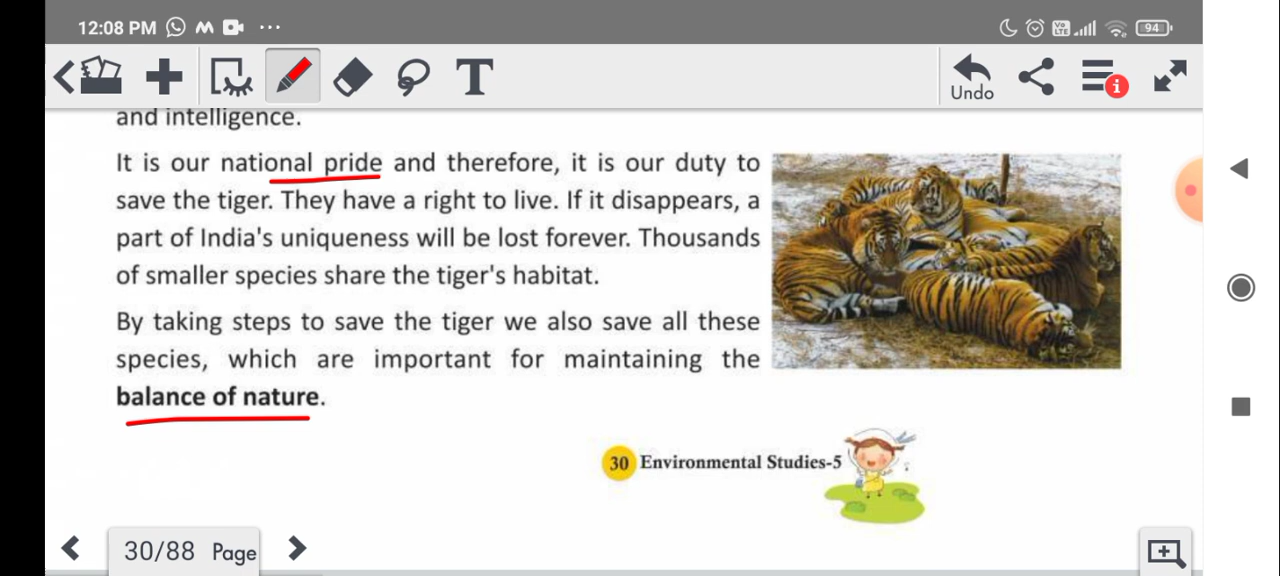 12:08 PM
94
T
Undo
and intelligence.
It is our national pride and therefore, it is our duty to
save the tiger. They have a right to live. If it disappears, a
part of India's uniqueness will be lost forever. Thousands
of smaller species share the tiger's habitat.
By taking steps to save the tiger we also save all these
species, which are important for maintaining the
balance of nature.
30 Environmental Studies-5
30/88 Page